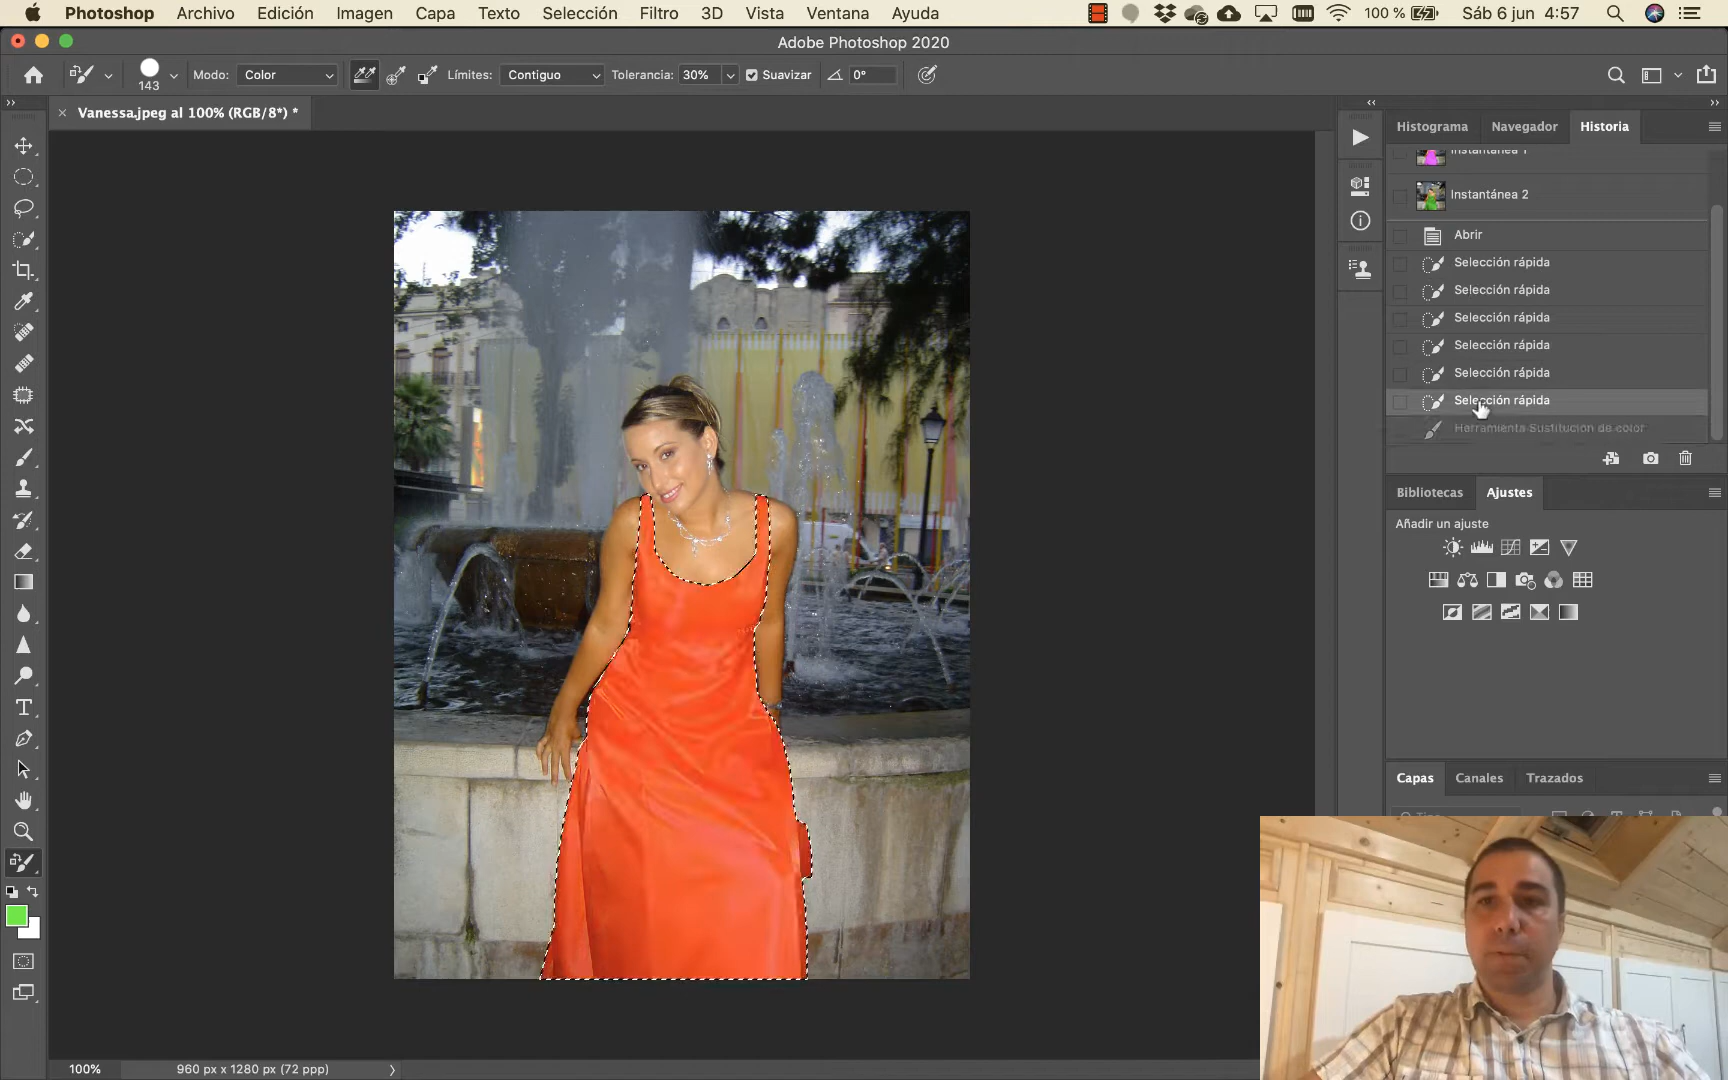 Photoshop Archivo Edición Imagen Capa Texto Selección Filtro 3D Vista Ventana Ayuda 100 % Sáb 6 jun 4:57
Adobe Photoshop 2020
143 Modo: Color Límites: Contiguo Tolerancia: 30% Suavizar 0°
Vanessa.jpeg al 100% (RGB/8*) *
Histograma Navegador Historia
Instantánea 1
Instantánea 2
Abrir
Selección rápida
Selección rápida
Selección rápida
Selección rápida
Selección rápida
Selección rápida
Herramienta Sustitución de color
Bibliotecas Ajustes
Añadir un ajuste
Capas Canales Trazados
Tipo
100% 960 px x 1280 px (72 ppp)